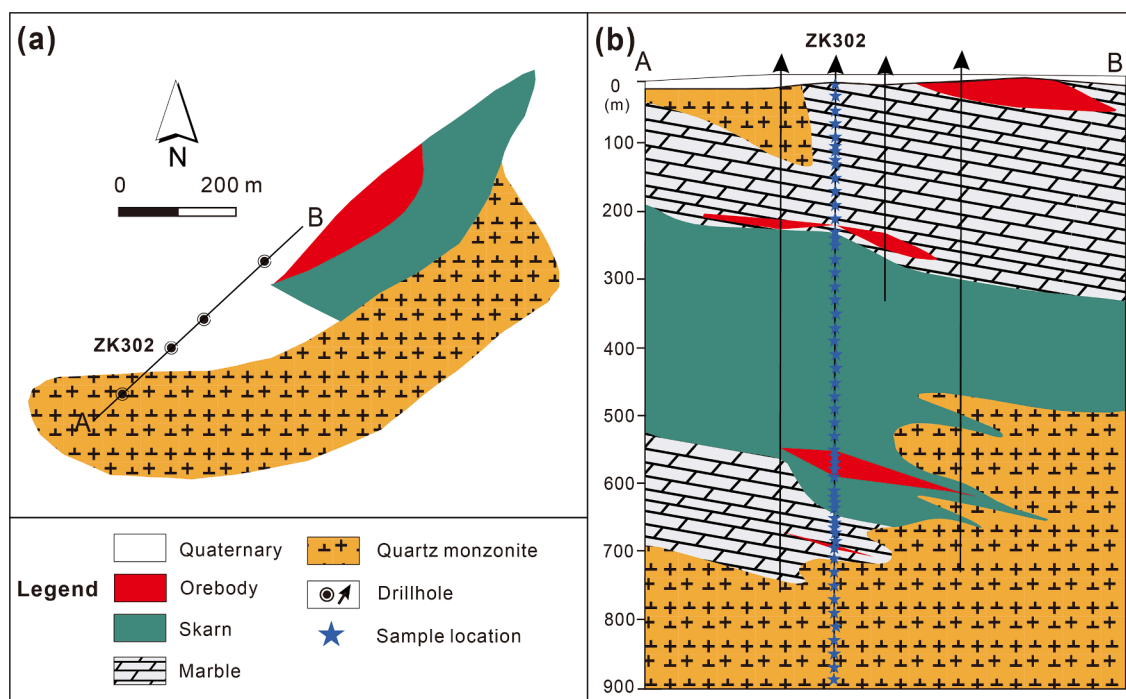 (a)
N
0 200 m
B
ZK302
A
(b)
ZK302
A B
0
(m)
100
200
300
400
500
600
700
800
900
Legend
Quaternary
Orebody
Skarn
Marble
Quartz monzonite
Drillhole
Sample location